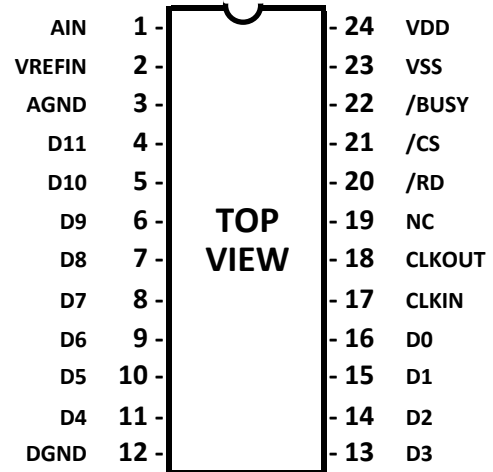 AIN 1 - - 24 VDD
VREFIN 2 - - 23 VSS
AGND 3 - - 22 /BUSY
D11 4 - - 21 /CS
D10 5 - - 20 /RD
D9 6 - TOP - 19 NC
D8 7 - VIEW - 18 CLKOUT
D7 8 - - 17 CLKIN
D6 9 - - 16 D0
D5 10 - - 15 D1
D4 11 - - 14 D2
DGND 12 - - 13 D3